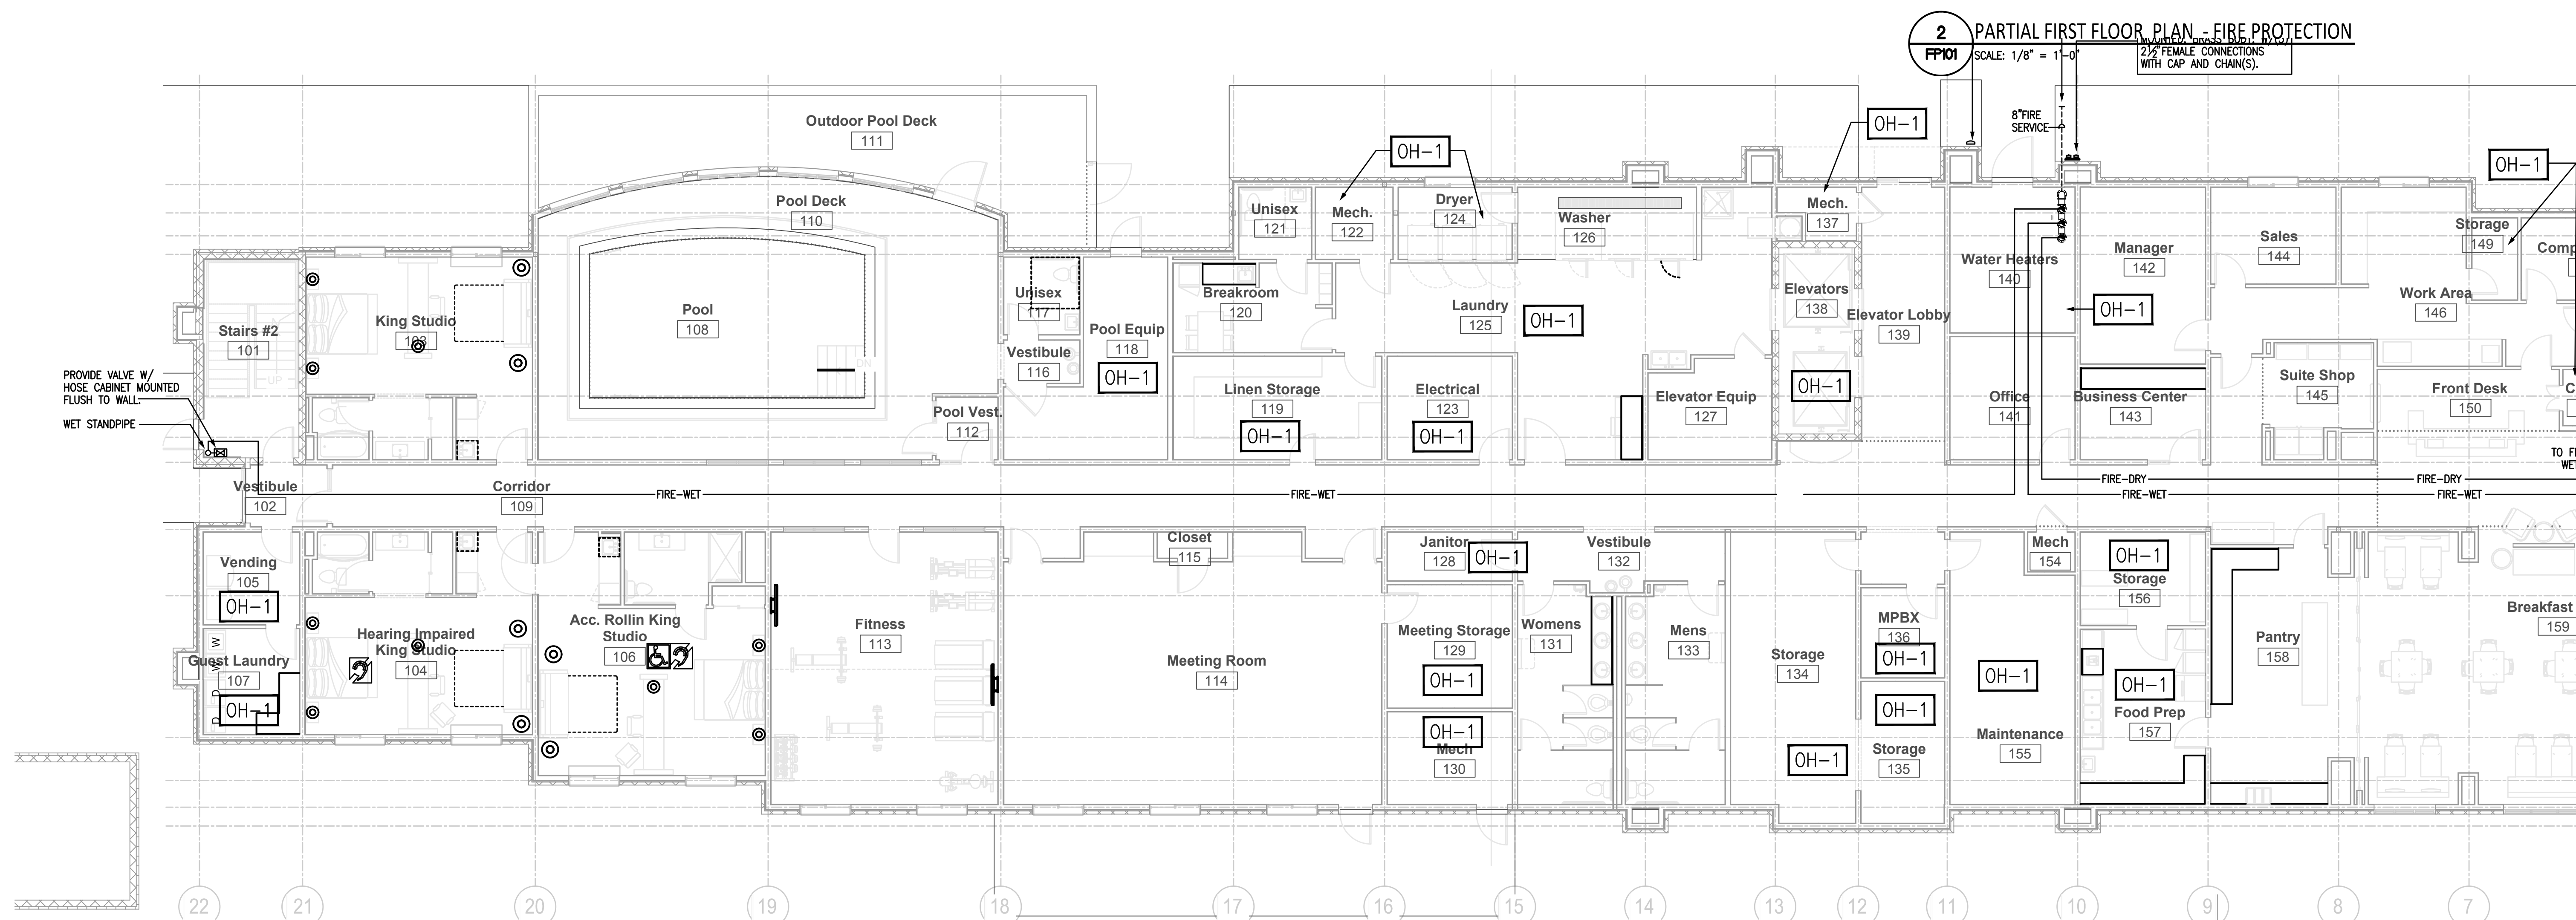 2
FP101
PARTIAL FIRST FLOOR PLAN - FIRE PROTECTION
SCALE: 1/8" = 1'-0"
MOUNTED, BRASS BODY, W/(3)
2½" FEMALE CONNECTIONS
WITH CAP AND CHAIN(S).
8"FIRE
SERVICE
Outdoor Pool Deck
111
Pool Deck
110
Pool
108
DN
Stairs #2
101
UP
King Studio
103
PROVIDE VALVE W/
HOSE CABINET MOUNTED
FLUSH TO WALL.
WET STANDPIPE
Unisex
117
Vestibule
116
Pool Equip
118
OH-1
Pool Vest.
112
Unisex
121
Mech.
122
OH-1
Dryer
124
Washer
126
Breakroom
120
Laundry
125
OH-1
Linen Storage
119
OH-1
Electrical
123
OH-1
Elevator Equip
127
OH-1
Mech.
137
Elevators
138
OH-1
Elevator Lobby
139
Water Heaters
140
OH-1
Office
141
Manager
142
Business Center
143
Sales
144
Suite Shop
145
OH-1
Storage
149
Work Area
146
Front Desk
150
Vestibule
102
Corridor
109
FIRE-WET
FIRE-WET
FIRE-DRY
FIRE-WET
FIRE-DRY
FIRE-WET
Vending
105
OH-1
Guest Laundry
107
OH-1
W
W
D
D
Hearing Impaired
King Studio
104
Acc. Rollin King
Studio
106
Fitness
113
Closet
115
Meeting Room
114
Janitor
128
OH-1
Meeting Storage
129
OH-1
OH-1
Mech
130
Vestibule
132
Womens
131
Mens
133
Storage
134
OH-1
MPBX
136
OH-1
OH-1
Storage
135
Mech
154
OH-1
Maintenance
155
OH-1
Storage
156
OH-1
Food Prep
157
Pantry
158
Breakfast
159
22
21
20
19
18
17
16
15
14
13
12
11
10
9
8
7